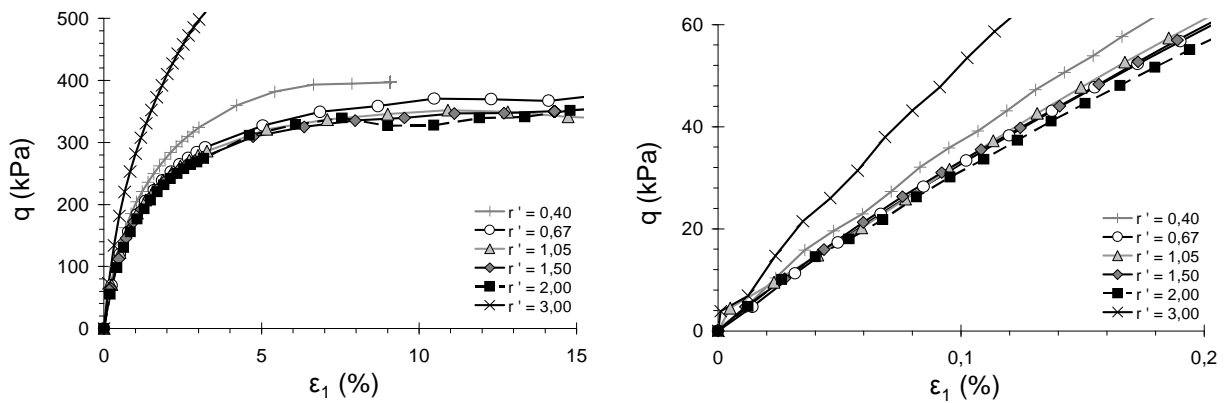 500
400
300
200
100
0
q (kPa)
0
5
10
15
ε₁ (%)
r ' = 0,40
r ' = 0,67
r ' = 1,05
r ' = 1,50
r ' = 2,00
r ' = 3,00
60
40
20
0
q (kPa)
0
0,1
0,2
ε₁ (%)
r ' = 0,40
r ' = 0,67
r ' = 1,05
r ' = 1,50
r ' = 2,00
r ' = 3,00